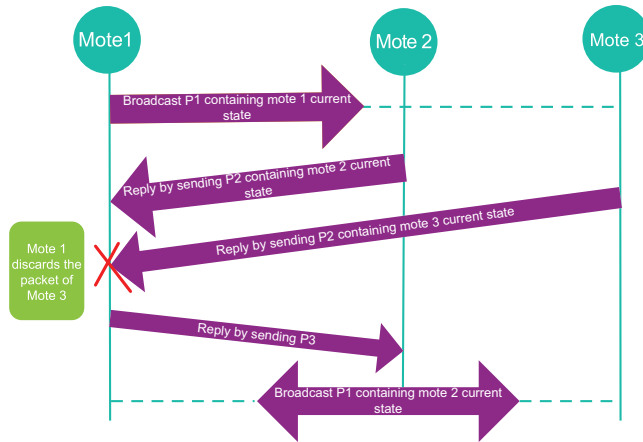 Mote1
Mote 2
Mote 3
Broadcast P1 containing mote 1 current
state
Reply by sending P2 containing mote 2 current
state
Reply by sending P2 containing mote 3 current state
Mote 1
discards the
packet of
Mote 3
Reply by sending P3
Broadcast P1 containing mote 2 current
state